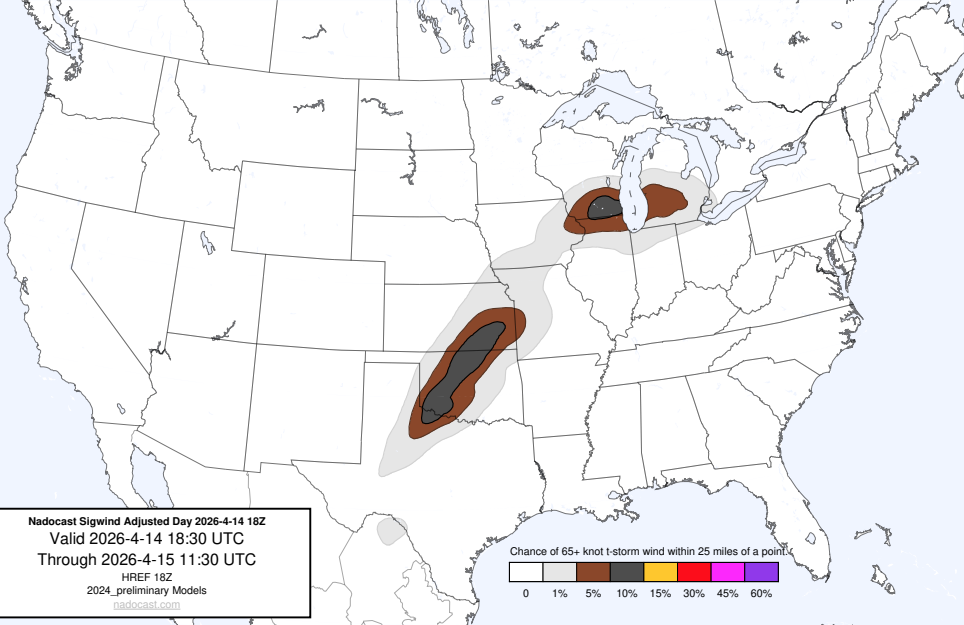 Nadocast Sigwind Adjusted Day 2026-4-14 18Z
Valid 2026-4-14 18:30 UTC
Through 2026-4-15 11:30 UTC
HREF 18Z
2024_preliminary Models
nadocast.com
Chance of 65+ knot t-storm wind within 25 miles of a point.
0 1% 5% 10% 15% 30% 45% 60%